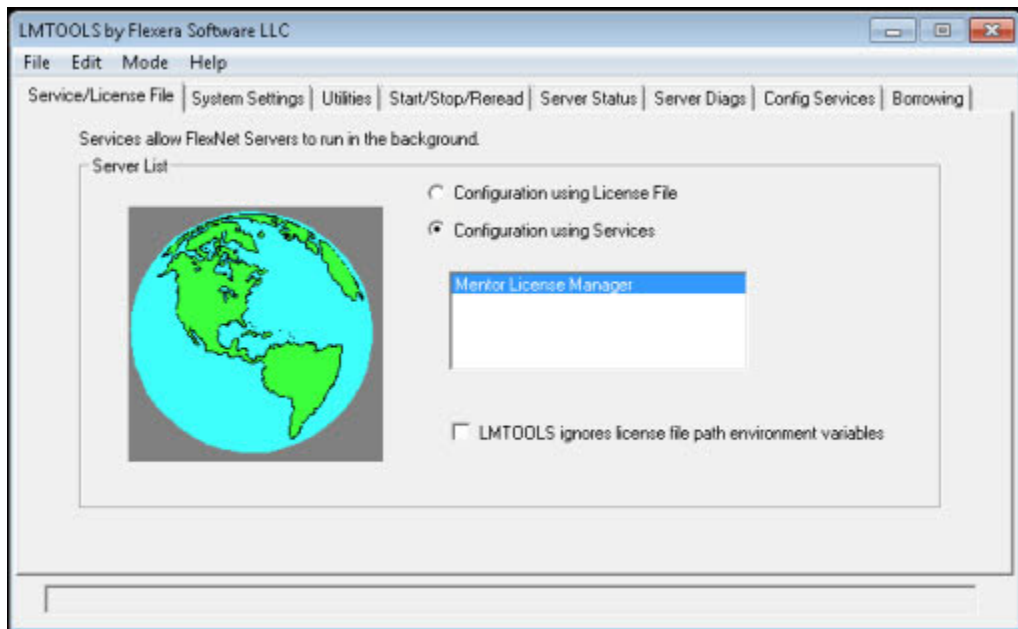 LMTOOLS by Flexera Software LLC
File Edit Mode Help
Service/License File System Settings Utilities Start/Stop/Reread Server Status Server Diags Config Services Borrowing
Services allow FlexNet Servers to run in the background.
Server List
Configuration using License File
Configuration using Services
Mentor License Manager
LMTOOLS ignores license file path environment variables